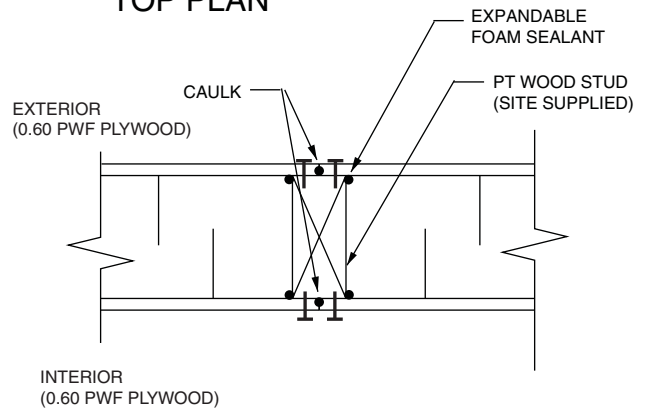 TOP PLAN
EXPANDABLE
FOAM SEALANT
CAULK
PT WOOD STUD
(SITE SUPPLIED)
EXTERIOR
(0.60 PWF PLYWOOD)
INTERIOR
(0.60 PWF PLYWOOD)